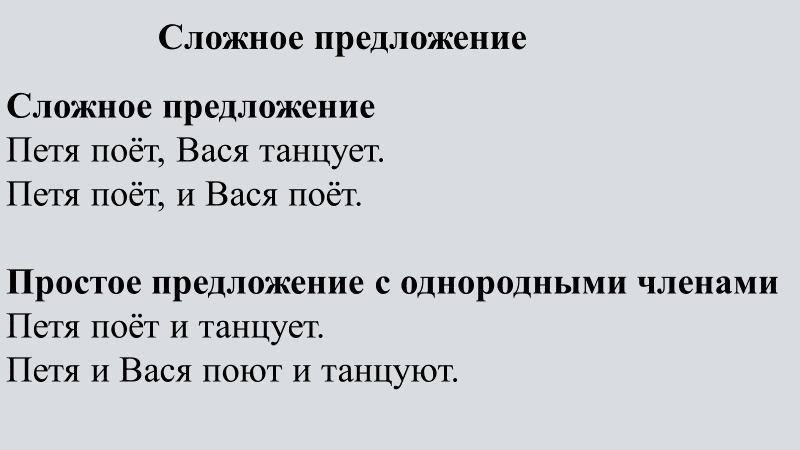 Сложное предложение
Сложное предложение
Петя поёт, Вася танцует.
Петя поёт, и Вася поёт.
Простое предложение с однородными членами
Петя поёт и танцует.
Петя и Вася поют и танцуют.